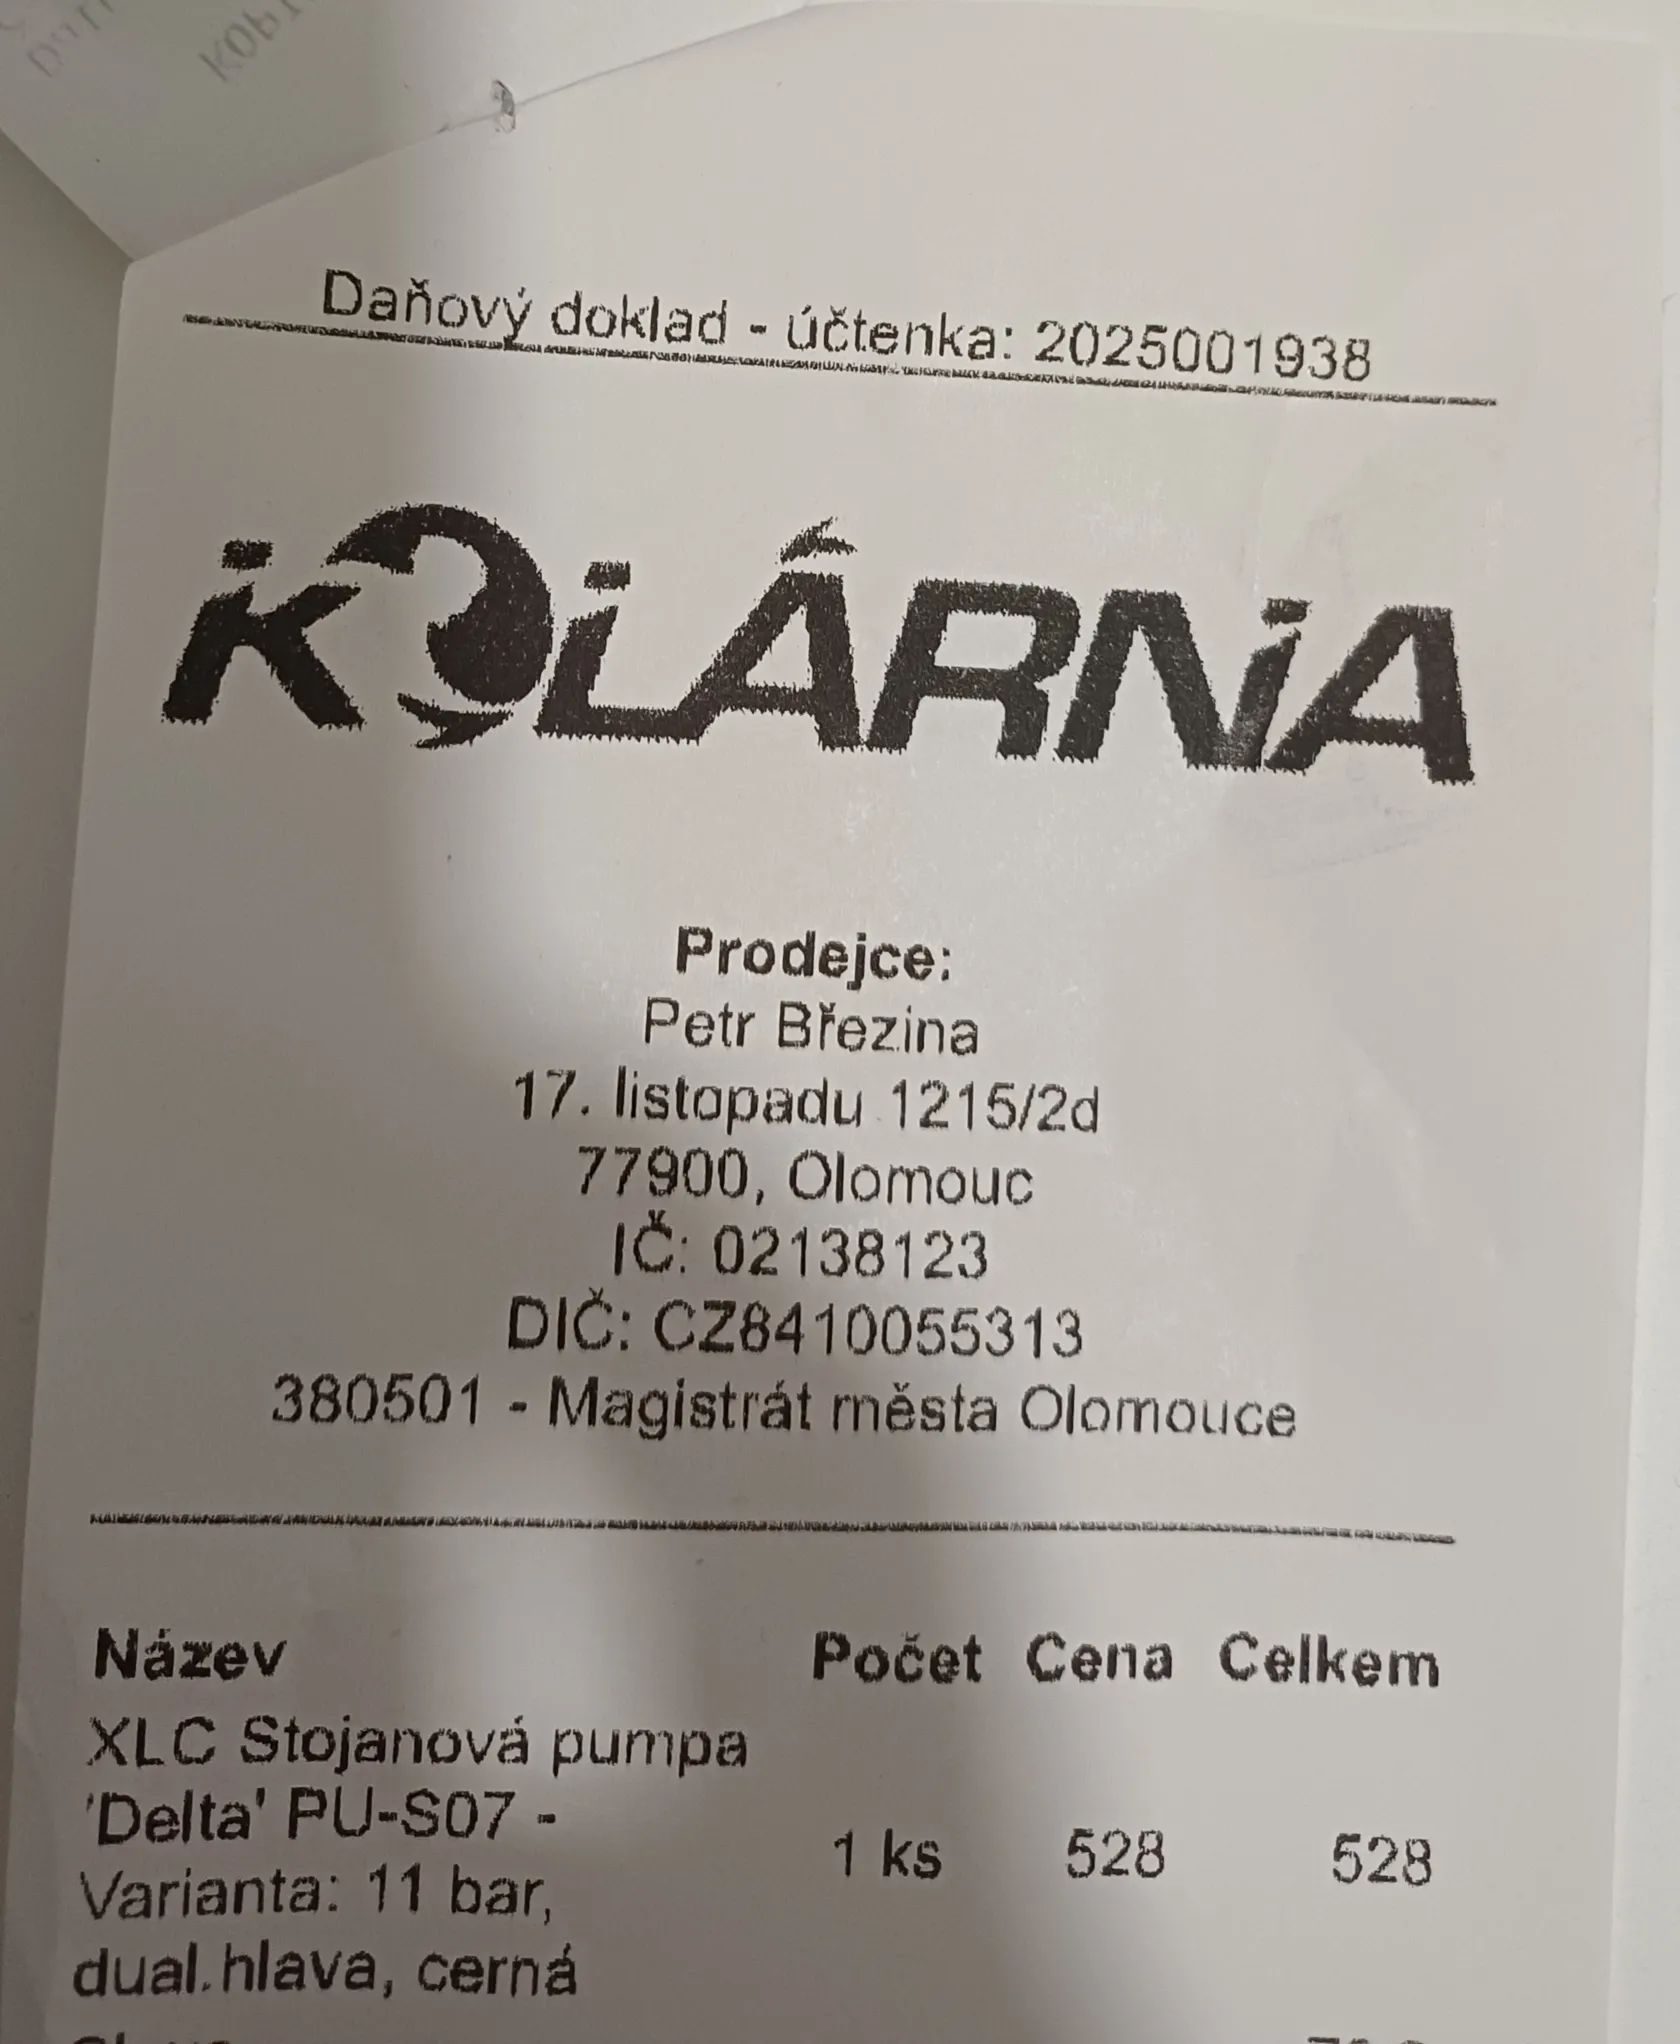 Daňový doklad - účtenka: 2025001938
KOLÁRNA
Prodejce:
Petr Březina
17. listopadu 1215/2d
77900, Olomouc
IČ: 02138123
DIČ: CZ8410055313
380501 - Magistrát města Olomouce
Název Počet Cena Celkem
XLC Stojanová pumpa
'Delta' PU-S07 -
1 ks 528 528
Varianta: 11 bar,
dual.hlava, cerná